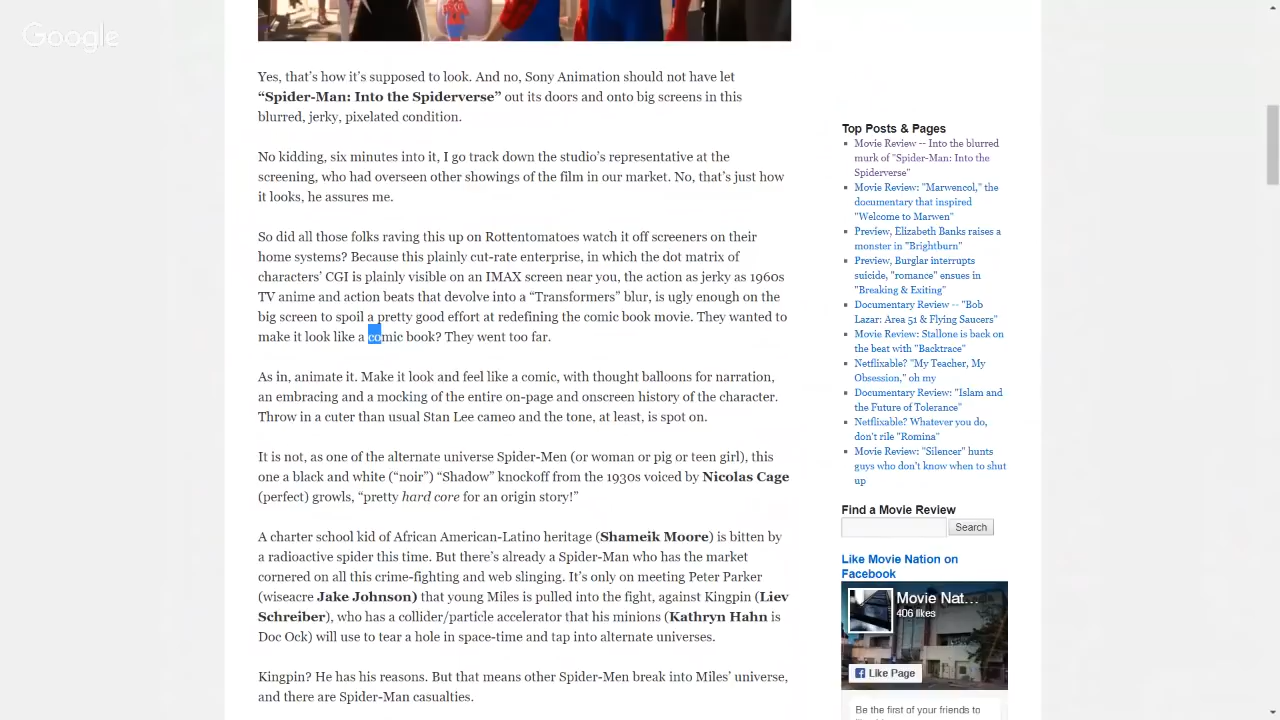 Google
Yes, that's how it's supposed to look. And no, Sony Animation should not have let
“Spider-Man: Into the Spiderverse” out its doors and onto big screens in this
blurred, jerky, pixelated condition.
No kidding, six minutes into it, I go track down the studio's representative at the
screening, who had overseen other showings of the film in our market. No, that's just how
it looks, he assures me.
So did all those folks raving this up on Rottentomatoes watch it off screeners on their
home systems? Because this plainly cut-rate enterprise, in which the dot matrix of
characters' CGI is plainly visible on an IMAX screen near you, the action as jerky as 1960s
TV anime and action beats that devolve into a “Transformers” blur, is ugly enough on the
big screen to spoil a pretty good effort at redefining the comic book movie. They wanted to
make it look like a comic book? They went too far.
As in, animate it. Make it look and feel like a comic, with thought balloons for narration,
an embracing and a mocking of the entire on-page and onscreen history of the character.
Throw in a cuter than usual Stan Lee cameo and the tone, at least, is spot on.
It is not, as one of the alternate universe Spider-Men (or woman or pig or teen girl), this
one a black and white (“noir”) “Shadow” knockoff from the 1930s voiced by Nicolas Cage
(perfect) growls, “pretty hard core for an origin story!”
A charter school kid of African American-Latino heritage (Shameik Moore) is bitten by
a radioactive spider this time. But there's already a Spider-Man who has the market
cornered on all this crime-fighting and web slinging. It's only on meeting Peter Parker
(wiseacre Jake Johnson) that young Miles is pulled into the fight, against Kingpin (Liev
Schreiber), who has a collider/particle accelerator that his minions (Kathryn Hahn is
Doc Ock) will use to tear a hole in space-time and tap into alternate universes.
Kingpin? He has his reasons. But that means other Spider-Men break into Miles' universe,
and there are Spider-Man casualties.
Top Posts & Pages
Movie Review -- Into the blurred
murk of "Spider-Man: Into the
Spiderverse"
Movie Review: "Marwencol," the
documentary that inspired
"Welcome to Marwen"
Preview, Elizabeth Banks raises a
monster in "Brightburn"
Preview, Burglar interrupts
suicide, "romance" ensues in
"Breaking & Exiting"
Documentary Review -- "Bob
Lazar: Area 51 & Flying Saucers"
Movie Review: Stallone is back on
the beat with "Backtrace"
Netflixable? "My Teacher, My
Obsession," oh my
Documentary Review: "Islam and
the Future of Tolerance"
Netflixable? Whatever you do,
don't rile "Romina"
Movie Review: "Silencer" hunts
guys who don't know when to shut
up
Find a Movie Review
Search
Like Movie Nation on
Facebook
Movie Nat...
406 likes
Like Page
Be the first of your friends to